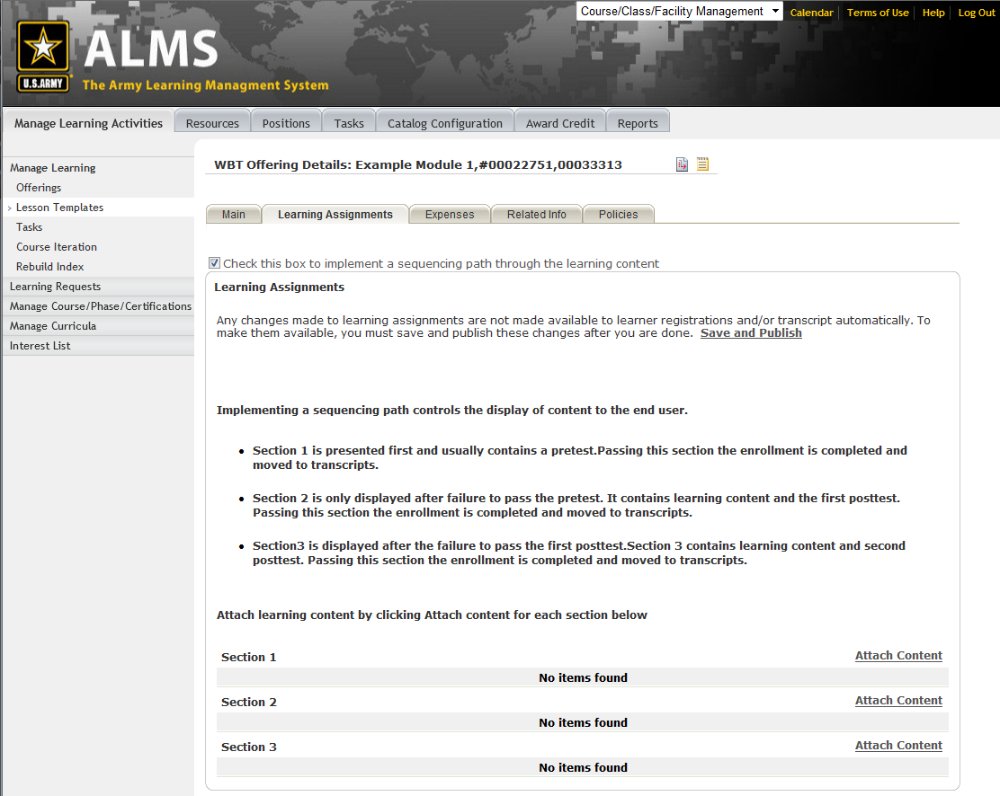 Course/Class/Facility Management
Calendar
Terms of Use
Help
Log Out
U.S.ARMY
ALMS
The Army Learning Managment System
Manage Learning Activities
Resources
Positions
Tasks
Catalog Configuration
Award Credit
Reports
Manage Learning
Offerings
Lesson Templates
Tasks
Course Iteration
Rebuild Index
Learning Requests
Manage Course/Phase/Certifications
Manage Curricula
Interest List
WBT Offering Details: Example Module 1,#00022751,00033313
Main
Learning Assignments
Expenses
Related Info
Policies
Check this box to implement a sequencing path through the learning content
Learning Assignments
Any changes made to learning assignments are not made available to learner registrations and/or transcript automatically. To
make them available, you must save and publish these changes after you are done. Save and Publish
Implementing a sequencing path controls the display of content to the end user.
• Section 1 is presented first and usually contains a pretest.Passing this section the enrollment is completed and
moved to transcripts.
• Section 2 is only displayed after failure to pass the pretest. It contains learning content and the first posttest.
Passing this section the enrollment is completed and moved to transcripts.
• Section3 is displayed after the failure to pass the first posttest.Section 3 contains learning content and second
posttest. Passing this section the enrollment is completed and moved to transcripts.
Attach learning content by clicking Attach content for each section below
Section 1
Attach Content
No items found
Section 2
Attach Content
No items found
Section 3
Attach Content
No items found